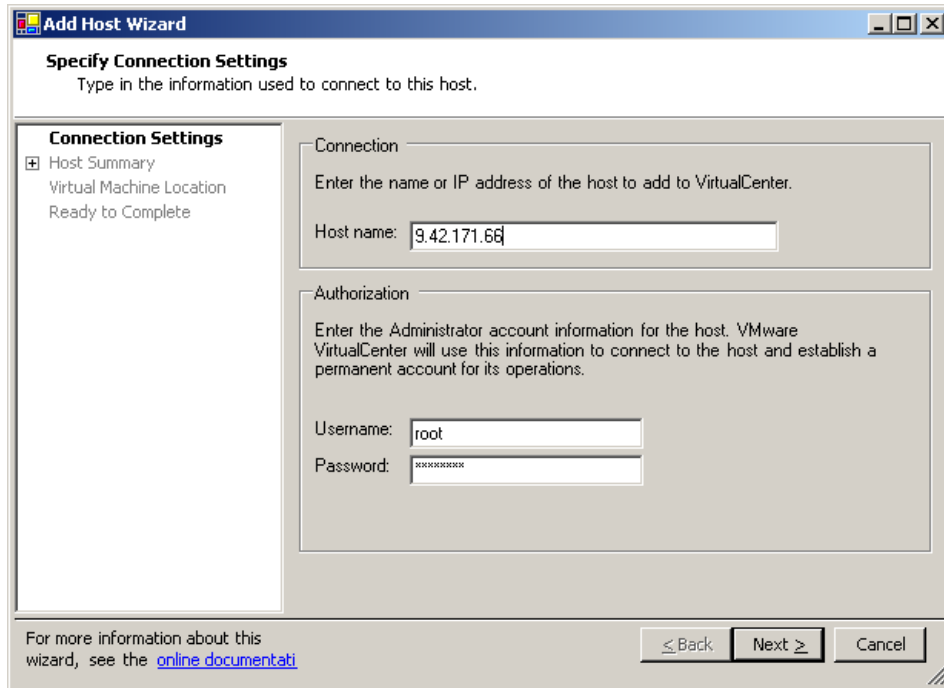 Add Host Wizard
Specify Connection Settings
Type in the information used to connect to this host.
Connection Settings
Host Summary
Virtual Machine Location
Ready to Complete
Connection
Enter the name or IP address of the host to add to VirtualCenter.
Host name: 9.42.171.66
Authorization
Enter the Administrator account information for the host. VMware
VirtualCenter will use this information to connect to the host and establish a
permanent account for its operations.
Username: root
Password: ********
For more information about this
wizard, see the online documentati
< Back Next > Cancel